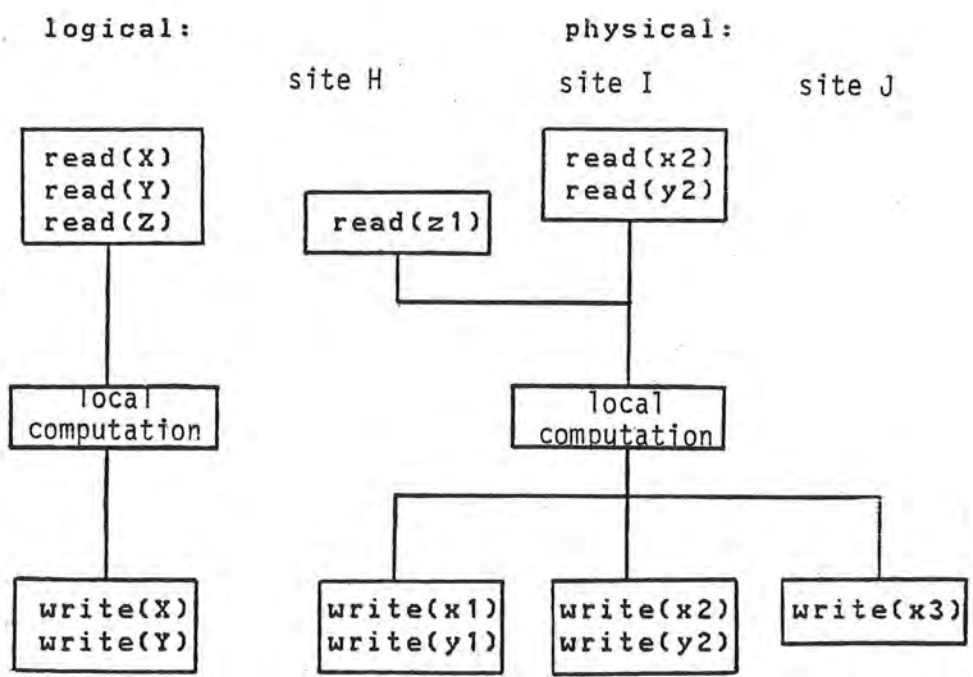 logical:
physical:
site H
site I
site J
read(X)
read(Y)
read(Z)
read(z1)
read(x2)
read(y2)
local
computation
local
computation
write(X)
write(Y)
write(x1)
write(y1)
write(x2)
write(y2)
write(x3)